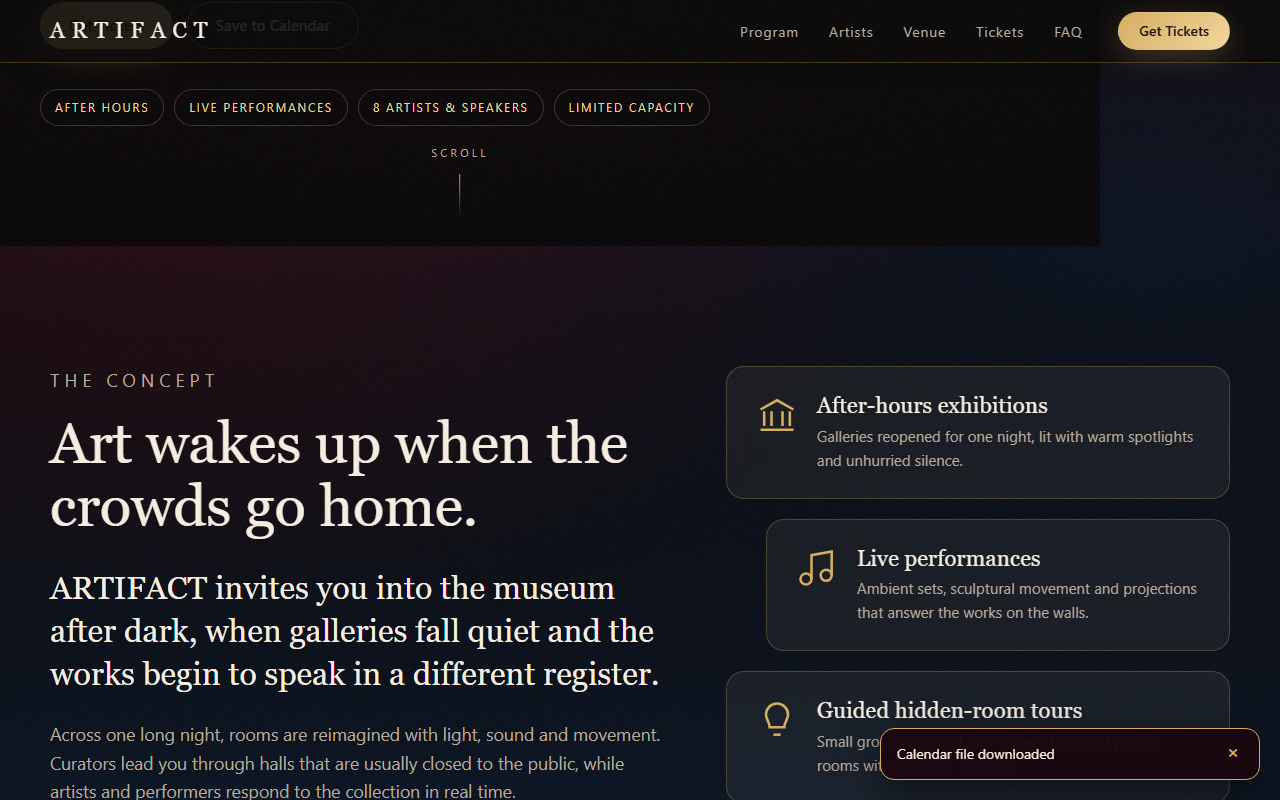 ARTIFACT
Save to Calendar
Program
Artists
Venue
Tickets
FAQ
Get Tickets
AFTER HOURS
LIVE PERFORMANCES
8 ARTISTS & SPEAKERS
LIMITED CAPACITY
SCROLL
THE CONCEPT
Art wakes up when the
crowds go home.
ARTIFACT invites you into the museum
after dark, when galleries fall quiet and the
works begin to speak in a different register.
Across one long night, rooms are reimagined with light, sound and movement.
Curators lead you through halls that are usually closed to the public, while
artists and performers respond to the collection in real time.
After-hours exhibitions
Galleries reopened for one night, lit with warm spotlights
and unhurried silence.
Live performances
Ambient sets, sculptural movement and projections
that answer the works on the walls.
Guided hidden-room tours
Small
rooms
Calendar file downloaded
×